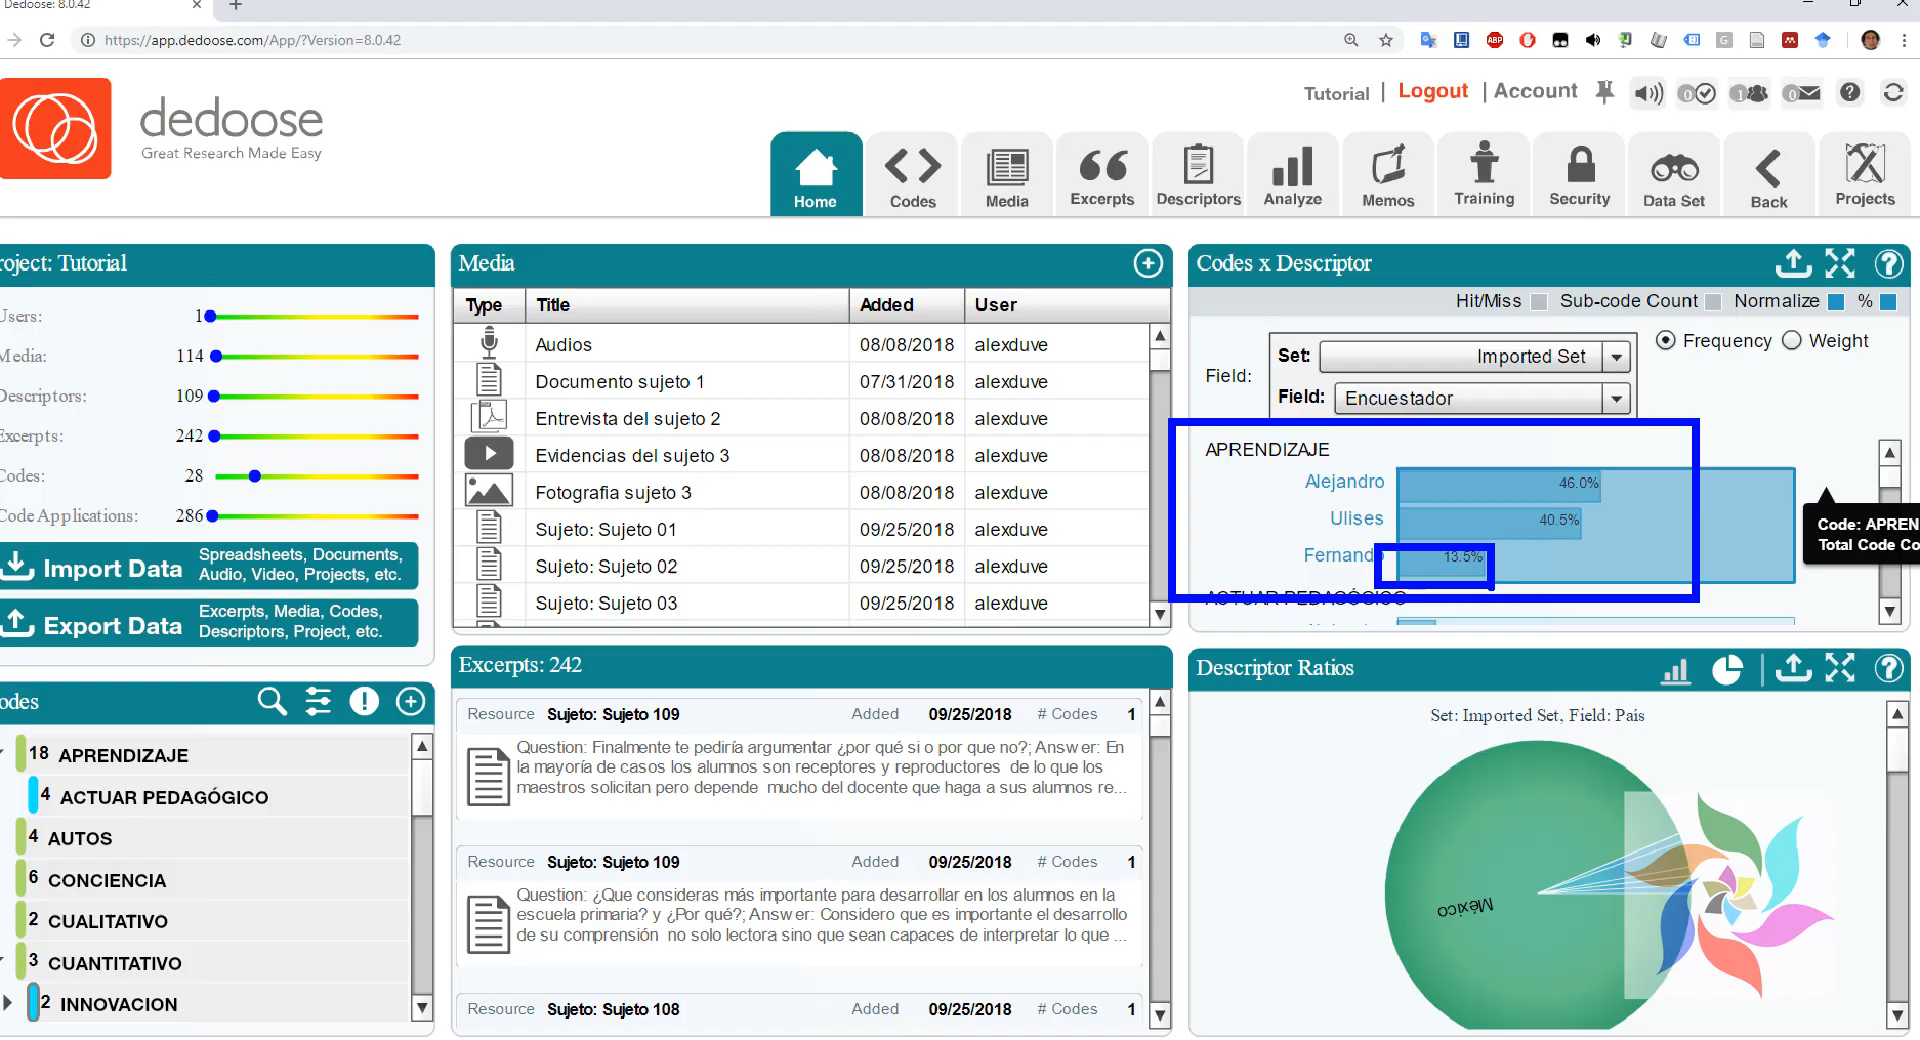 Dedoose: 8.0.42
https://app.dedoose.com/App/?Version=8.0.42
dedoose
Great Research Made Easy
Tutorial | Logout | Account
0 1 0
Home Codes Media Excerpts Descriptors Analyze Memos Training Security Data Set Back Projects
roject: Tutorial
Users: 1
Media: 114
Descriptors: 109
Excerpts: 242
Codes: 28
Code Applications: 286
Import Data
Spreadsheets, Documents,
Audio, Video, Projects, etc.
Export Data
Excerpts, Media, Codes,
Descriptors, Project, etc.
odes
18 APRENDIZAJE
4 ACTUAR PEDAGÓGICO
4 AUTOS
6 CONCIENCIA
2 CUALITATIVO
3 CUANTITATIVO
2 INNOVACION
Media
Type Title Added User
Audios 08/08/2018 alexduve
Documento sujeto 1 07/31/2018 alexduve
Entrevista del sujeto 2 08/08/2018 alexduve
Evidencias del sujeto 3 08/08/2018 alexduve
Fotografia sujeto 3 08/08/2018 alexduve
Sujeto: Sujeto 01 09/25/2018 alexduve
Sujeto: Sujeto 02 09/25/2018 alexduve
Sujeto: Sujeto 03 09/25/2018 alexduve
Excerpts: 242
Resource Sujeto: Sujeto 109 Added 09/25/2018 # Codes 1
Question: Finalmente te pediría argumentar ¿por qué si o por que no?; Answer: En
la mayoría de casos los alumnos son receptores y reproductores de lo que los
maestros solicitan pero depende mucho del docente que haga a sus alumnos re...
Resource Sujeto: Sujeto 109 Added 09/25/2018 # Codes 1
Question: ¿Que consideras más importante para desarrollar en los alumnos en la
escuela primaria? y ¿Por qué?; Answer: Considero que es importante el desarrollo
de su comprensión no solo lectora sino que sean capaces de interpretar lo que ...
Resource Sujeto: Sujeto 108 Added 09/25/2018 # Codes 1
Codes x Descriptor
Hit/Miss Sub-code Count Normalize %
Set: Imported Set
Field:
Field: Encuestador
Frequency Weight
APRENDIZAJE
Alejandro 46.0%
Ulises 40.5%
Fernando 13.5%
ACTUAR PEDAGÓGICO
Code: APREN
Total Code Co
Descriptor Ratios
Set: Imported Set, Field: Pais
México